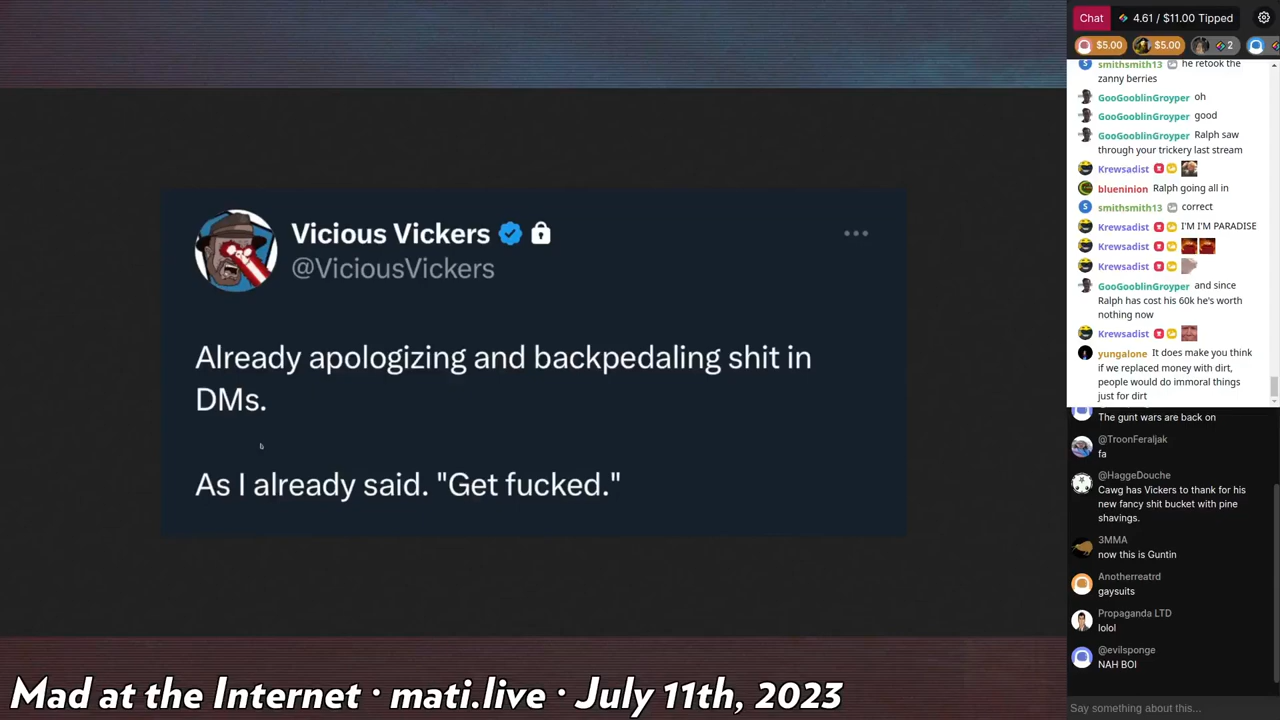 Vicious Vickers
@ViciousVickers
Already apologizing and backpedaling shit in
DMs.
As I already said. "Get fucked."
Mad at the Internet · mati.live · July 11th, 2023
Chat
4.61 / $11.00 Tipped
$5.00
$5.00
2
smithsmith13 he retook the
zanny berries
GooGooblinGroyper oh
GooGooblinGroyper good
GooGooblinGroyper Ralph saw
through your trickery last stream
Krewsadist
blueninion Ralph going all in
smithsmith13 correct
Krewsadist I'M I'M PARADISE
Krewsadist
Krewsadist
GooGooblinGroyper and since
Ralph has cost his 60k he's worth
nothing now
Krewsadist
yungalone It does make you think
if we replaced money with dirt,
people would do immoral things
just for dirt
The gunt wars are back on
@TroonFeraljak
fa
@HaggeDouche
Cawg has Vickers to thank for his
new fancy shit bucket with pine
shavings.
3MMA
now this is Guntin
Anotherreatrd
gaysuits
Propaganda LTD
lolol
@evilsponge
NAH BOI
Say something about this...